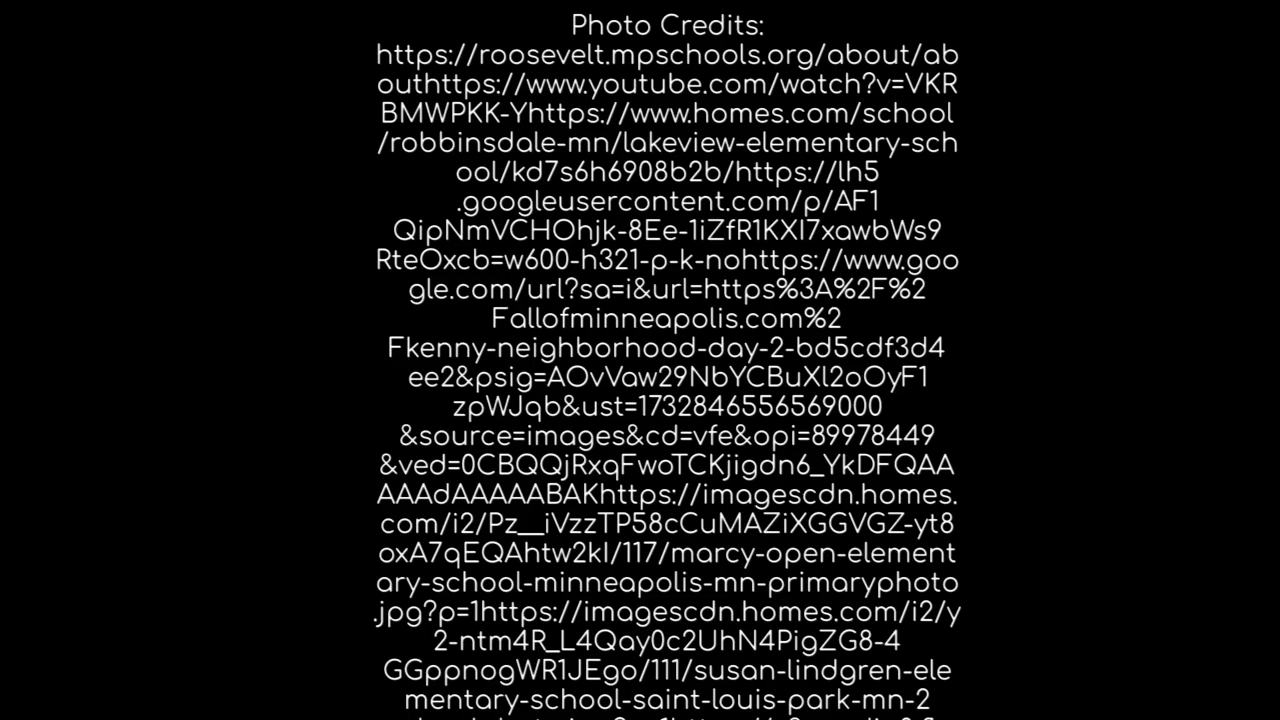 Photo Credits:
https://roosevelt.mpschools.org/about/ab
outhttps://www.youtube.com/watch?v=VKR
BMWPKK-Yhttps://www.homes.com/school
/robbinsdale-mn/lakeview-elementary-sch
ool/kd7s6h6908b2b/https://lh5
.googleusercontent.com/p/AF1
QipNmVCHOhjk-8Ee-1iZfR1KXI7xawbWs9
RteOxcb=w600-h321-p-k-nohttps://www.goo
gle.com/url?sa=i&url=https%3A%2F%2
Fallofminneapolis.com%2
Fkenny-neighborhood-day-2-bd5cdf3d4
ee2&psig=AOvVaw29NbYCBuXl2oOyF1
zpWJqb&ust=1732846556569000
&source=images&cd=vfe&opi=89978449
&ved=0CBQQjRxqFwoTCKjigdn6_YkDFQAA
AAAdAAAAABAKhttps://imagescdn.homes.
com/i2/Pz__iVzzTP58cCuMAZiXGGVGZ-yt8
oxA7qEQAhtw2kI/117/marcy-open-element
ary-school-minneapolis-mn-primaryphoto
.jpg?p=1https://imagescdn.homes.com/i2/y
2-ntm4R_L4Qay0c2UhN4PigZG8-4
GGppnogWR1JEgo/111/susan-lindgren-ele
mentary-school-saint-louis-park-mn-2